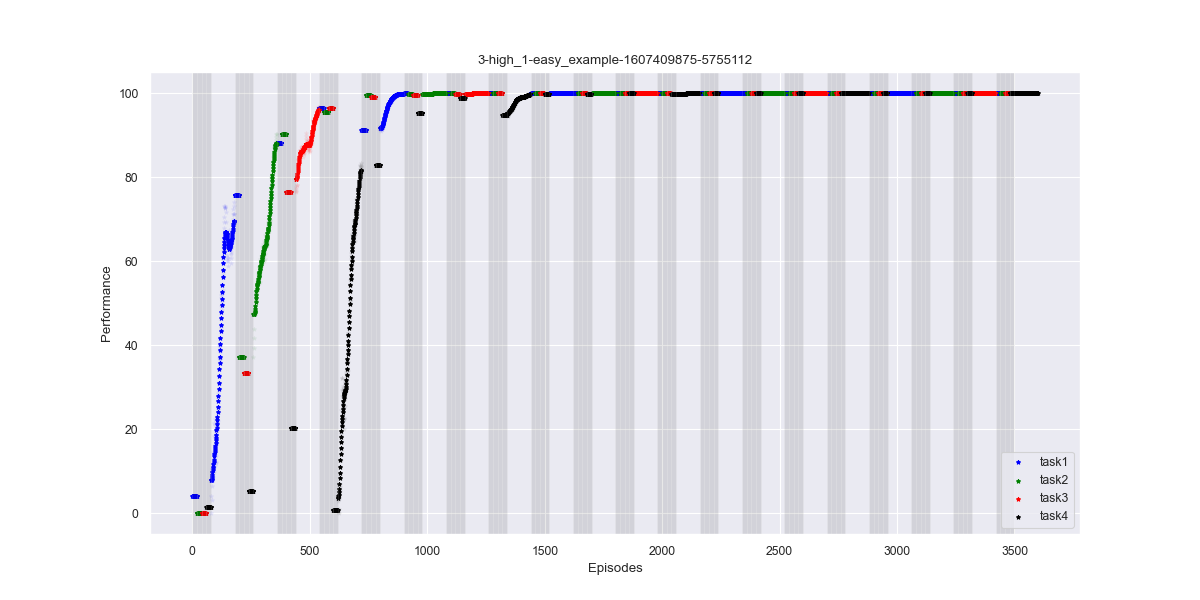 3-high_1-easy_example-1607409875-5755112
100
80
60
40
20
0
Performance
0 500 1000 1500 2000 2500 3000 3500
Episodes
task1
task2
task3
task4